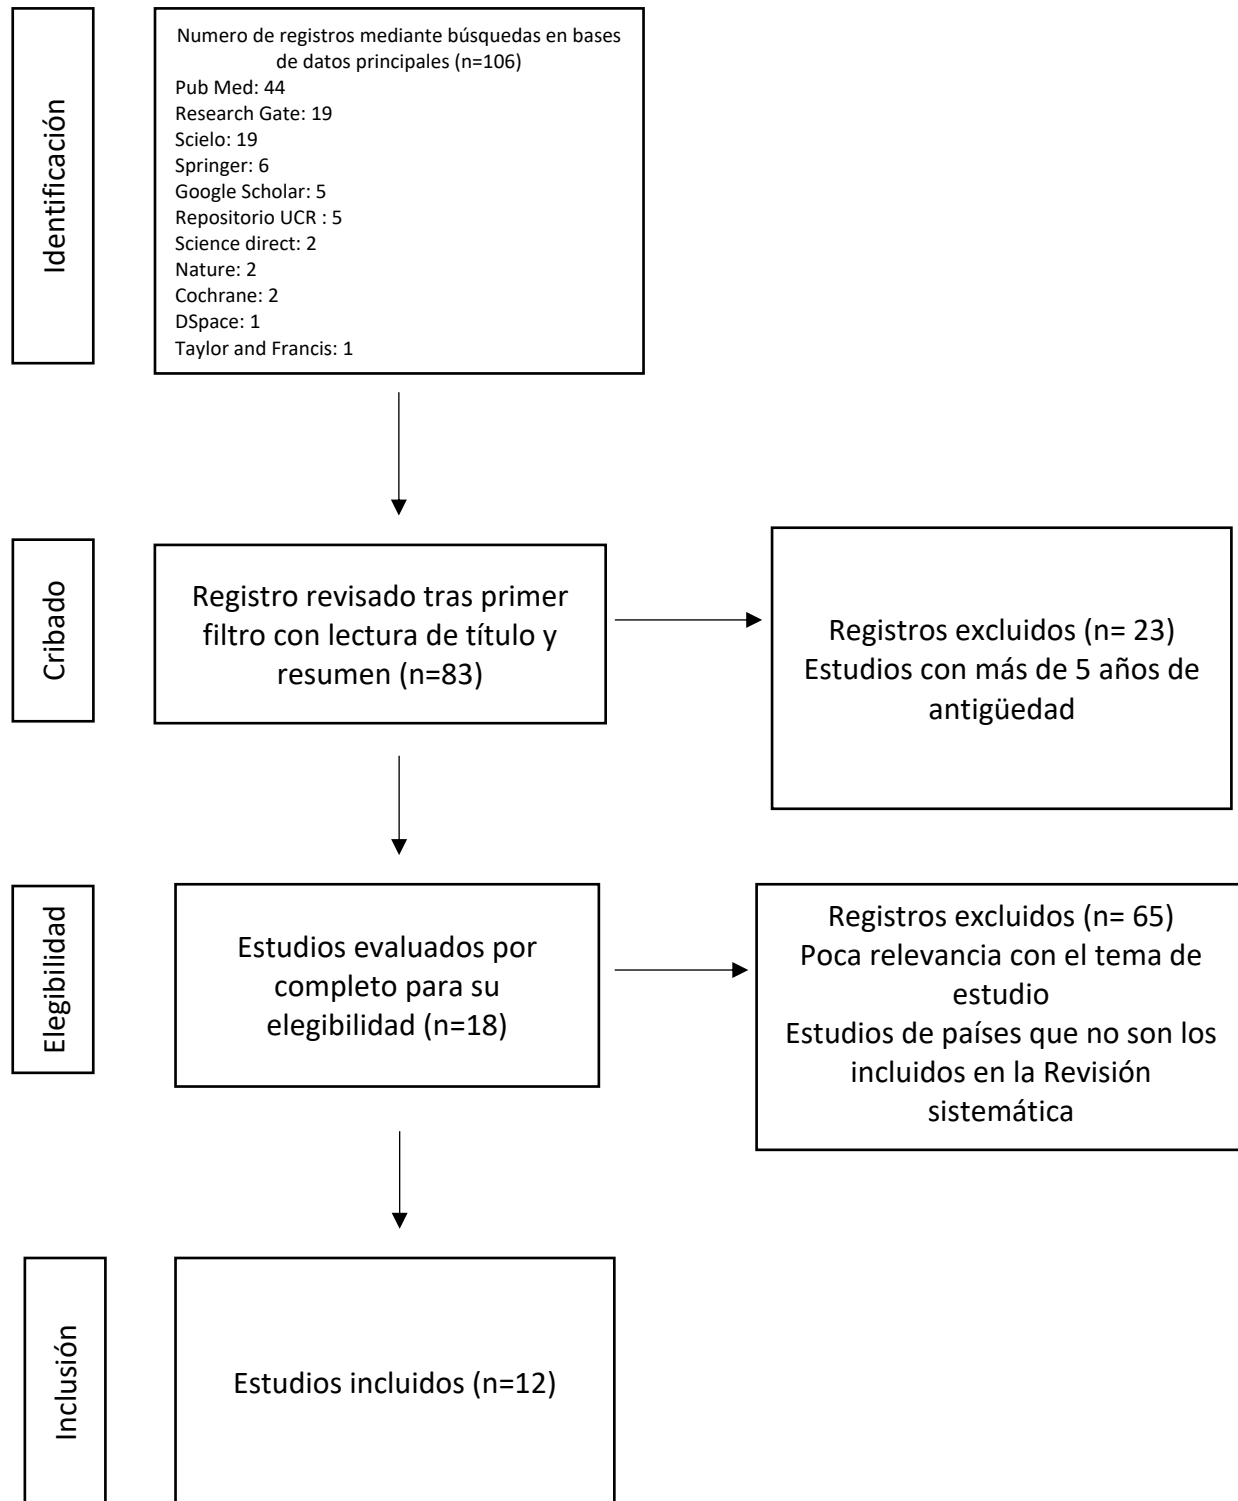 Identificación
Numero de registros mediante búsquedas en bases
de datos principales (n=106)
Pub Med: 44
Research Gate: 19
Scielo: 19
Springer: 6
Google Scholar: 5
Repositorio UCR : 5
Science direct: 2
Nature: 2
Cochrane: 2
DSpace: 1
Taylor and Francis: 1
Cribado
Registro revisado tras primer
filtro con lectura de título y
resumen (n=83)
Registros excluidos (n= 23)
Estudios con más de 5 años de
antigüedad
Elegibilidad
Estudios evaluados por
completo para su
elegibilidad (n=18)
Registros excluidos (n= 65)
Poca relevancia con el tema de
estudio
Estudios de países que no son los
incluidos en la Revisión
sistemática
Inclusión
Estudios incluidos (n=12)